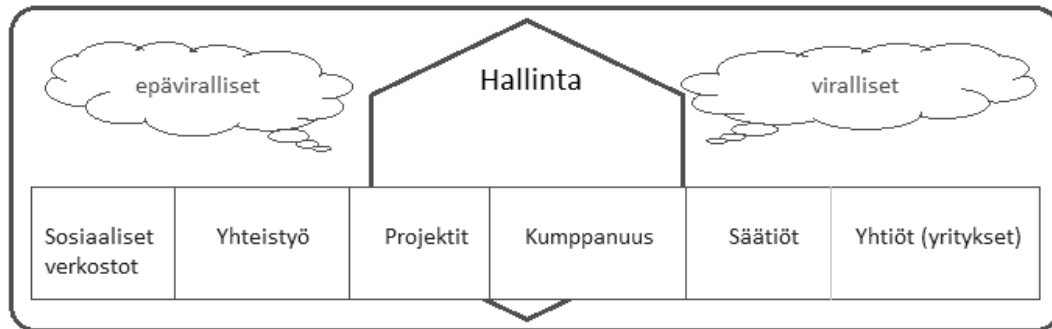 Hallinta
epäviralliset
viralliset
Sosiaaliset
verkostot
Yhteistyö
Projektit
Kumppanuus
Säätiöt
Yhtiöt (yritykset)